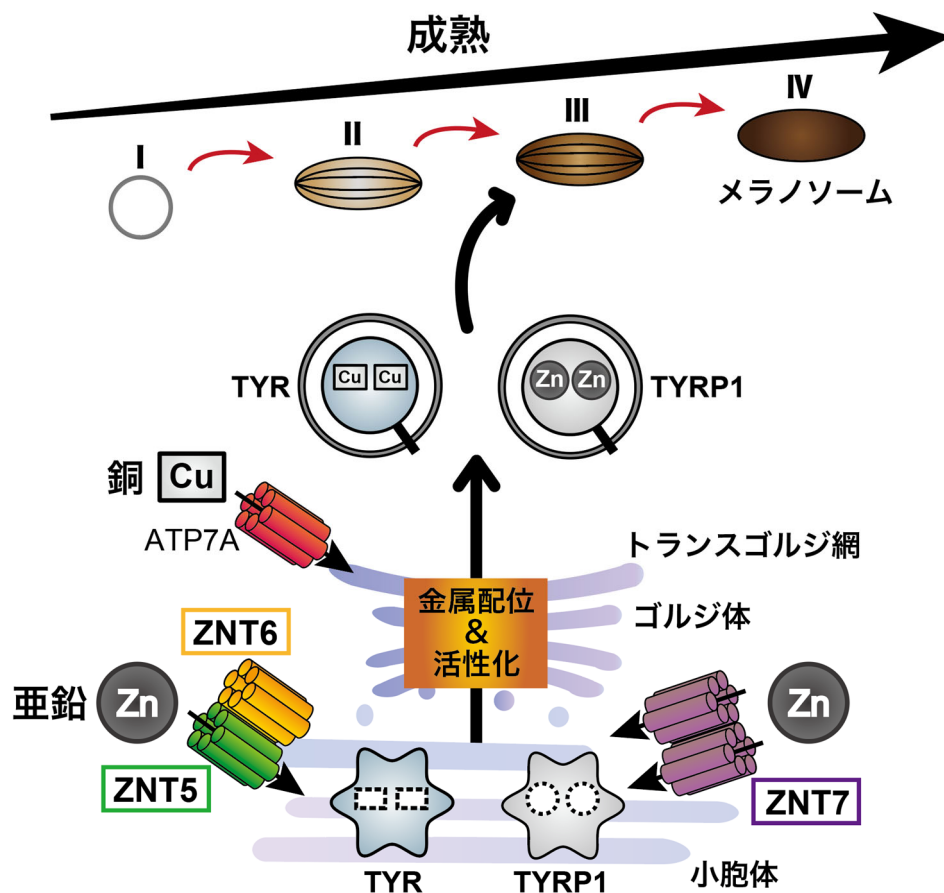 成熟
I
II
III
IV
メラノソーム
TYR
Cu Cu
Zn Zn
TYRP1
銅 Cu
ATP7A
トランスゴルジ網
金属配位
&
活性化
ゴルジ体
ZNT6
亜鉛 Zn
Zn
ZNT5
ZNT7
TYR
TYRP1
小胞体